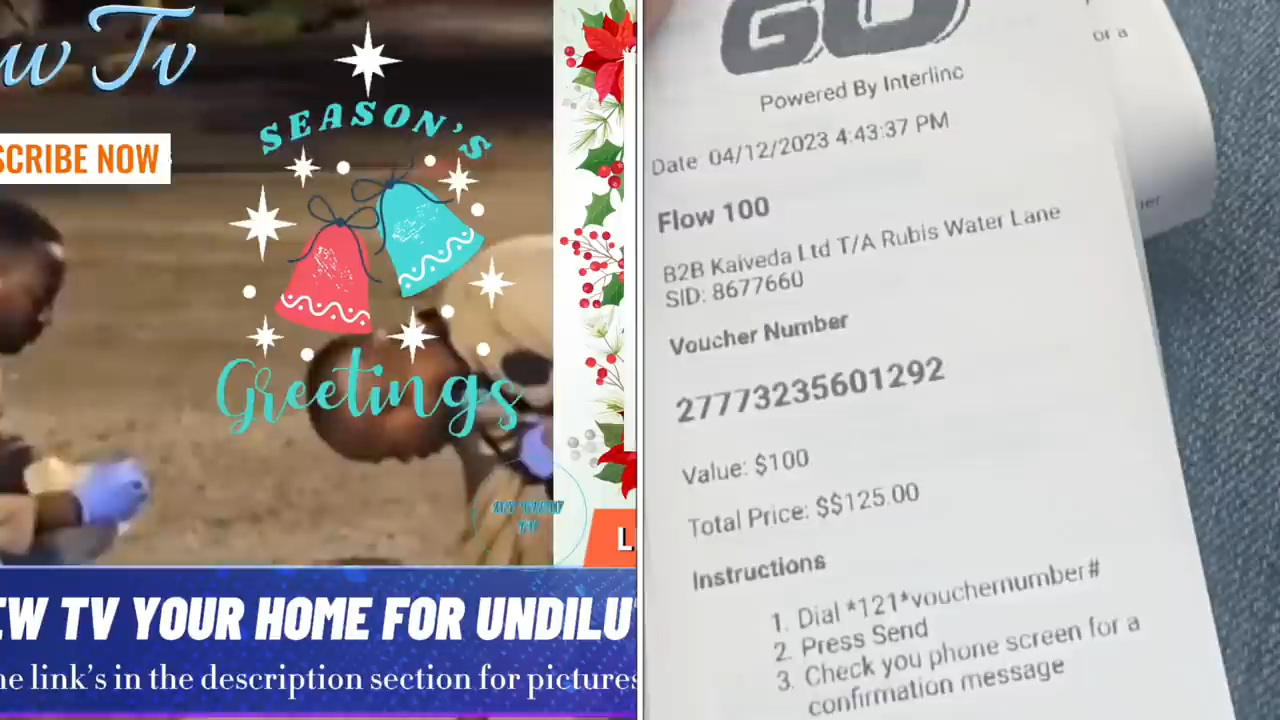 w Tv
SCRIBE NOW
SEASON'S
Greetings
EW TV YOUR HOME FOR UNDILU
he link's in the description section for pictures
L
GO
Powered By Interlinc
Date: 04/12/2023 4:43:37 PM
Flow 100
B2B Kaiveda Ltd T/A Rubis Water Lane
SID: 8677660
Voucher Number
27773235601292
Value: $100
Total Price: $$125.00
Instructions
1. Dial *121*vouchernumber#
2. Press Send
3. Check you phone screen for a
confirmation message
or a